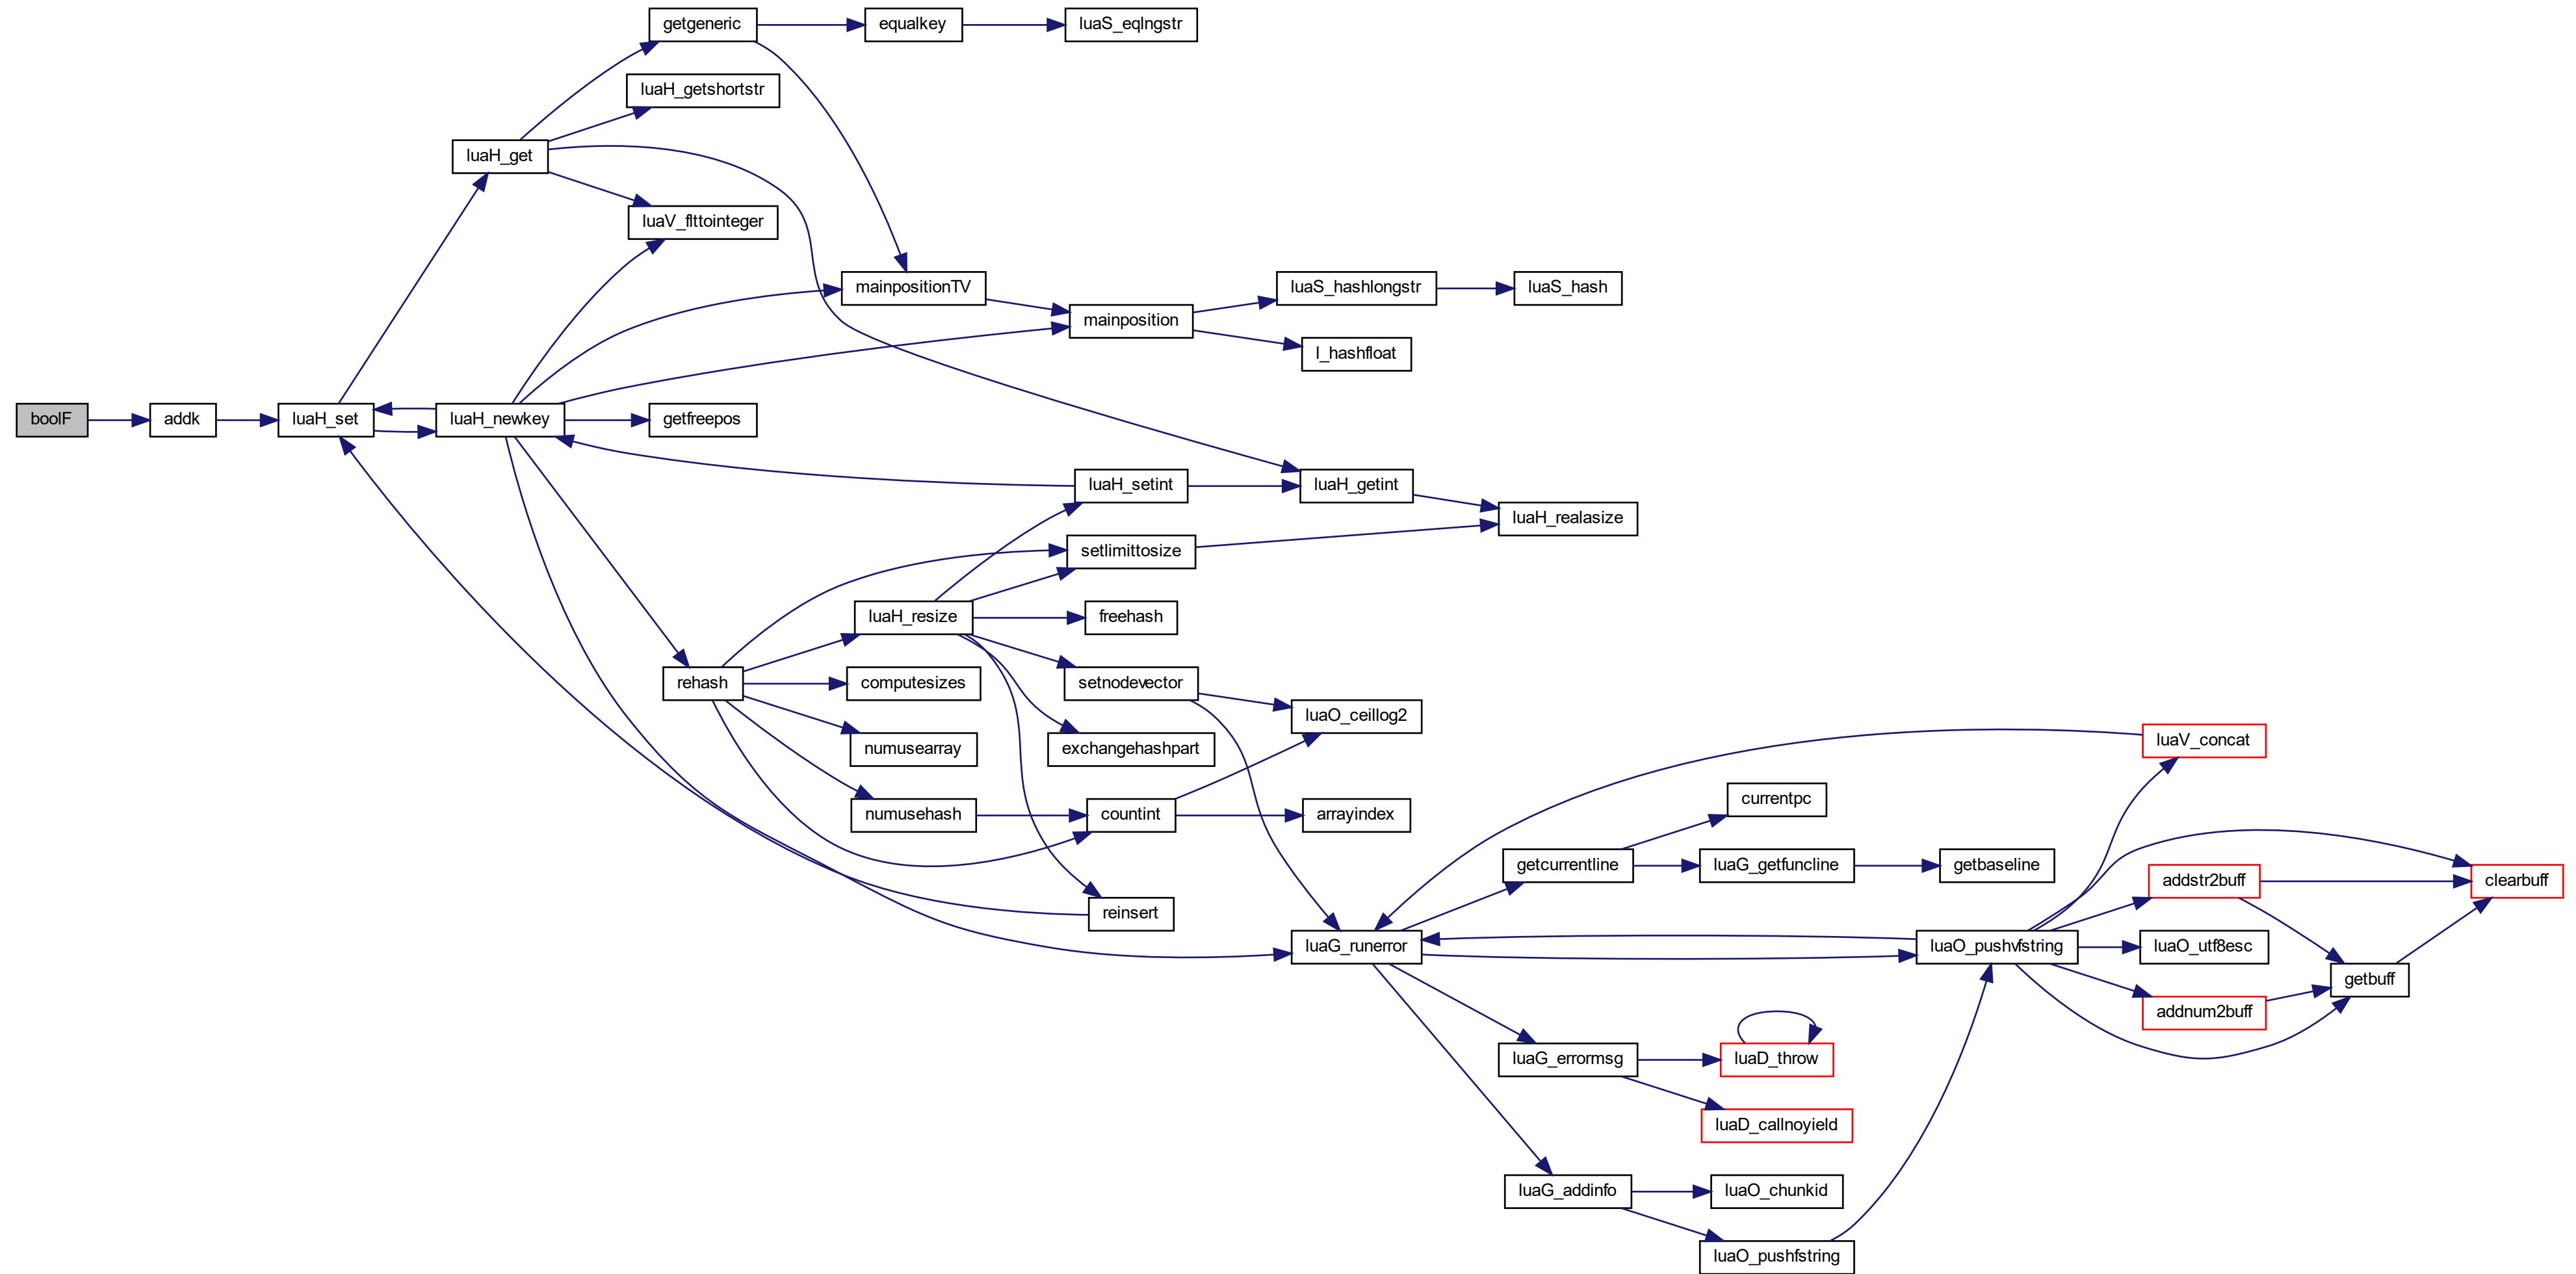 getgeneric
equalkey
luaS_eqlngstr
luaH_getshortstr
luaH_get
luaV_flttointeger
mainpositionTV
luaS_hashlongstr
luaS_hash
mainposition
l_hashfloat
boolF
addk
luaH_set
luaH_newkey
getfreepos
luaH_setint
luaH_getint
luaH_realasize
setlimittosize
luaH_resize
freehash
rehash
computesizes
setnodevector
luaO_ceillog2
numusearray
exchangehashpart
luaV_concat
currentpc
numusehash
countint
arrayindex
getcurrentline
luaG_getfuncline
getbaseline
addstr2buff
clearbuff
reinsert
luaG_runerror
luaO_pushvfstring
luaO_utf8esc
getbuff
addnum2buff
luaG_errormsg
luaD_throw
luaD_callnoyield
luaG_addinfo
luaO_chunkid
luaO_pushfstring